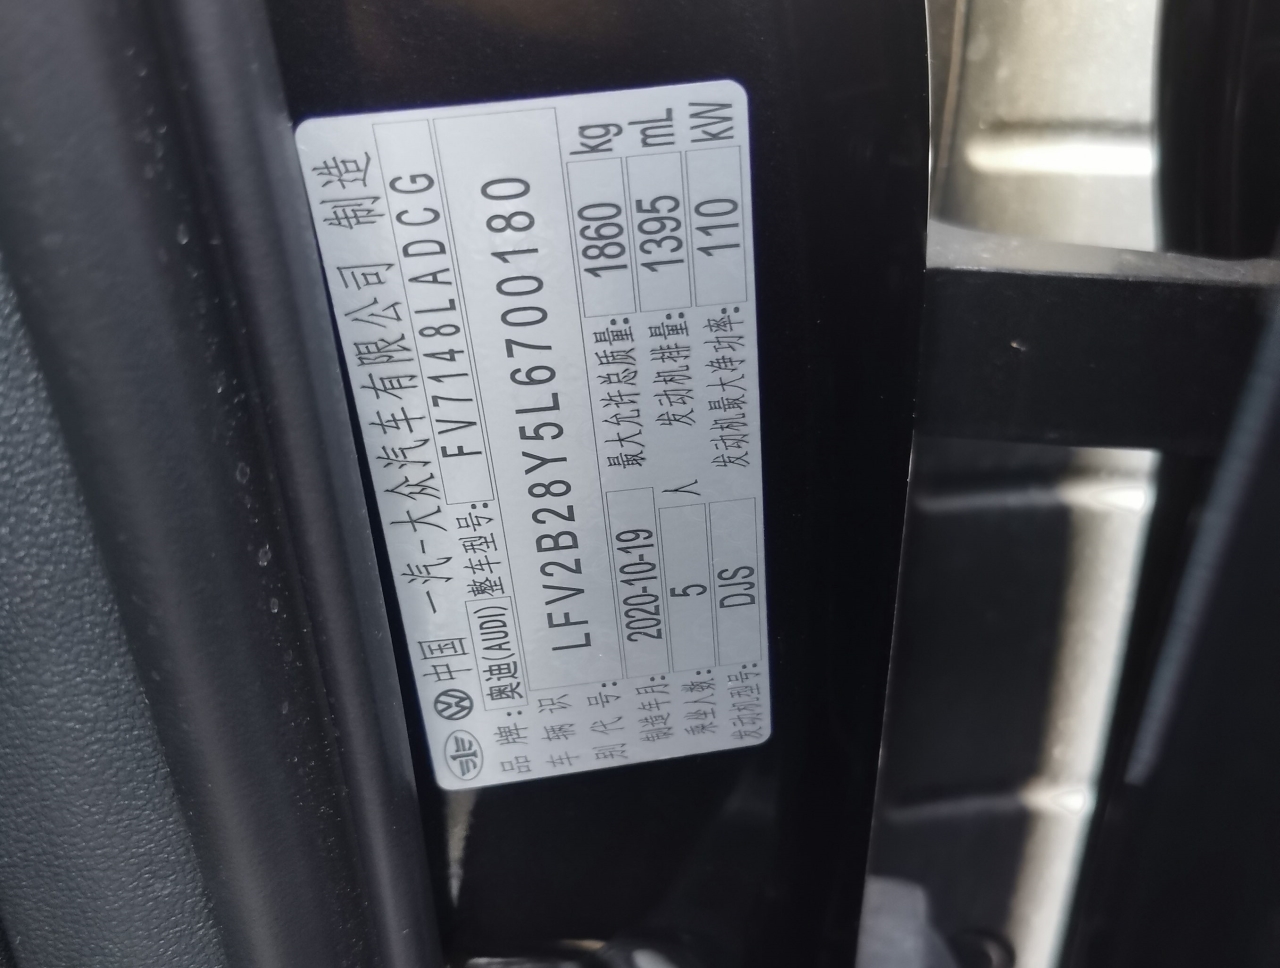 中国 一汽-大众汽车有限公司 制造
品牌: 奥迪(AUDI) 整车型号: FV7148LADCG
车辆识别代号: LFV2B28Y5L6700180
制造年月: 2020-10-19 最大允许总质量: 1860 kg
乘坐人数: 5 人 发动机排量: 1395 mL
发动机型号: DJS 发动机最大净功率: 110 kW